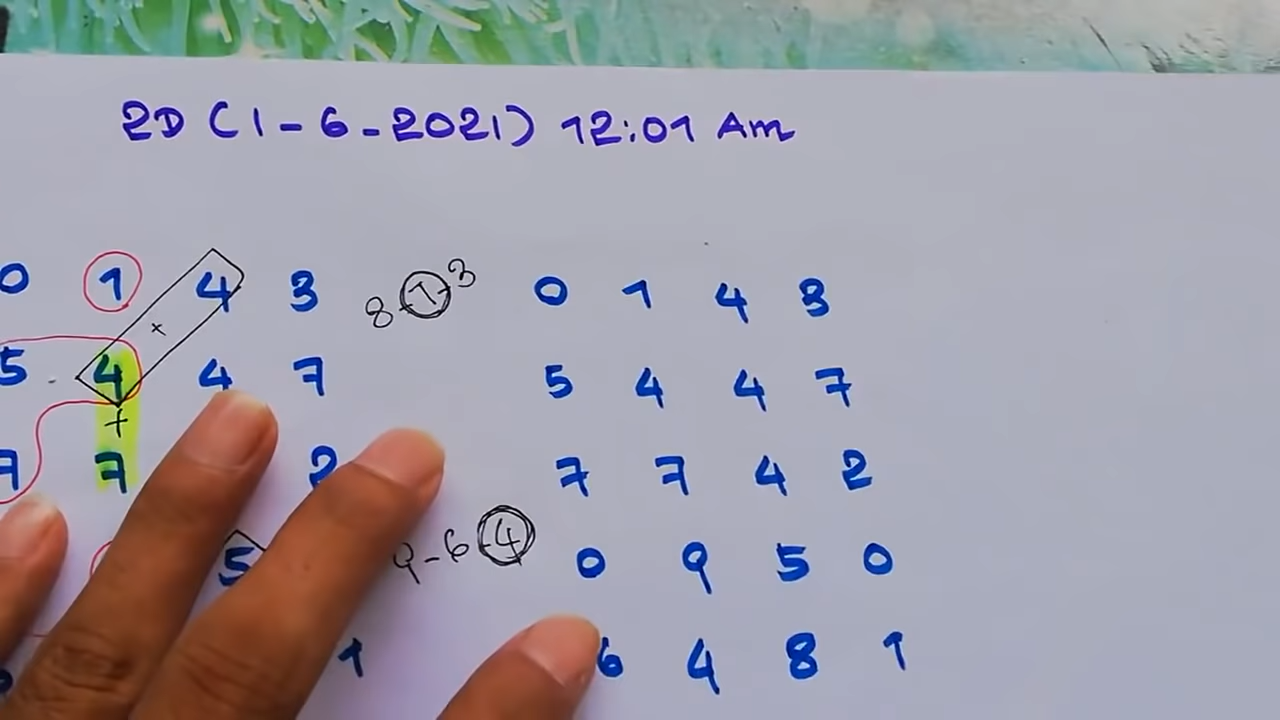 2D (1-6-2021) 12:01 Am
0 1 4 3 8-1-3 0 1 4 3
+
5 4 4 7 5 4 4 7
+
7 7 2 7 7 4 2
5 9-6 4 0 9 5 0
1 6 4 8 1